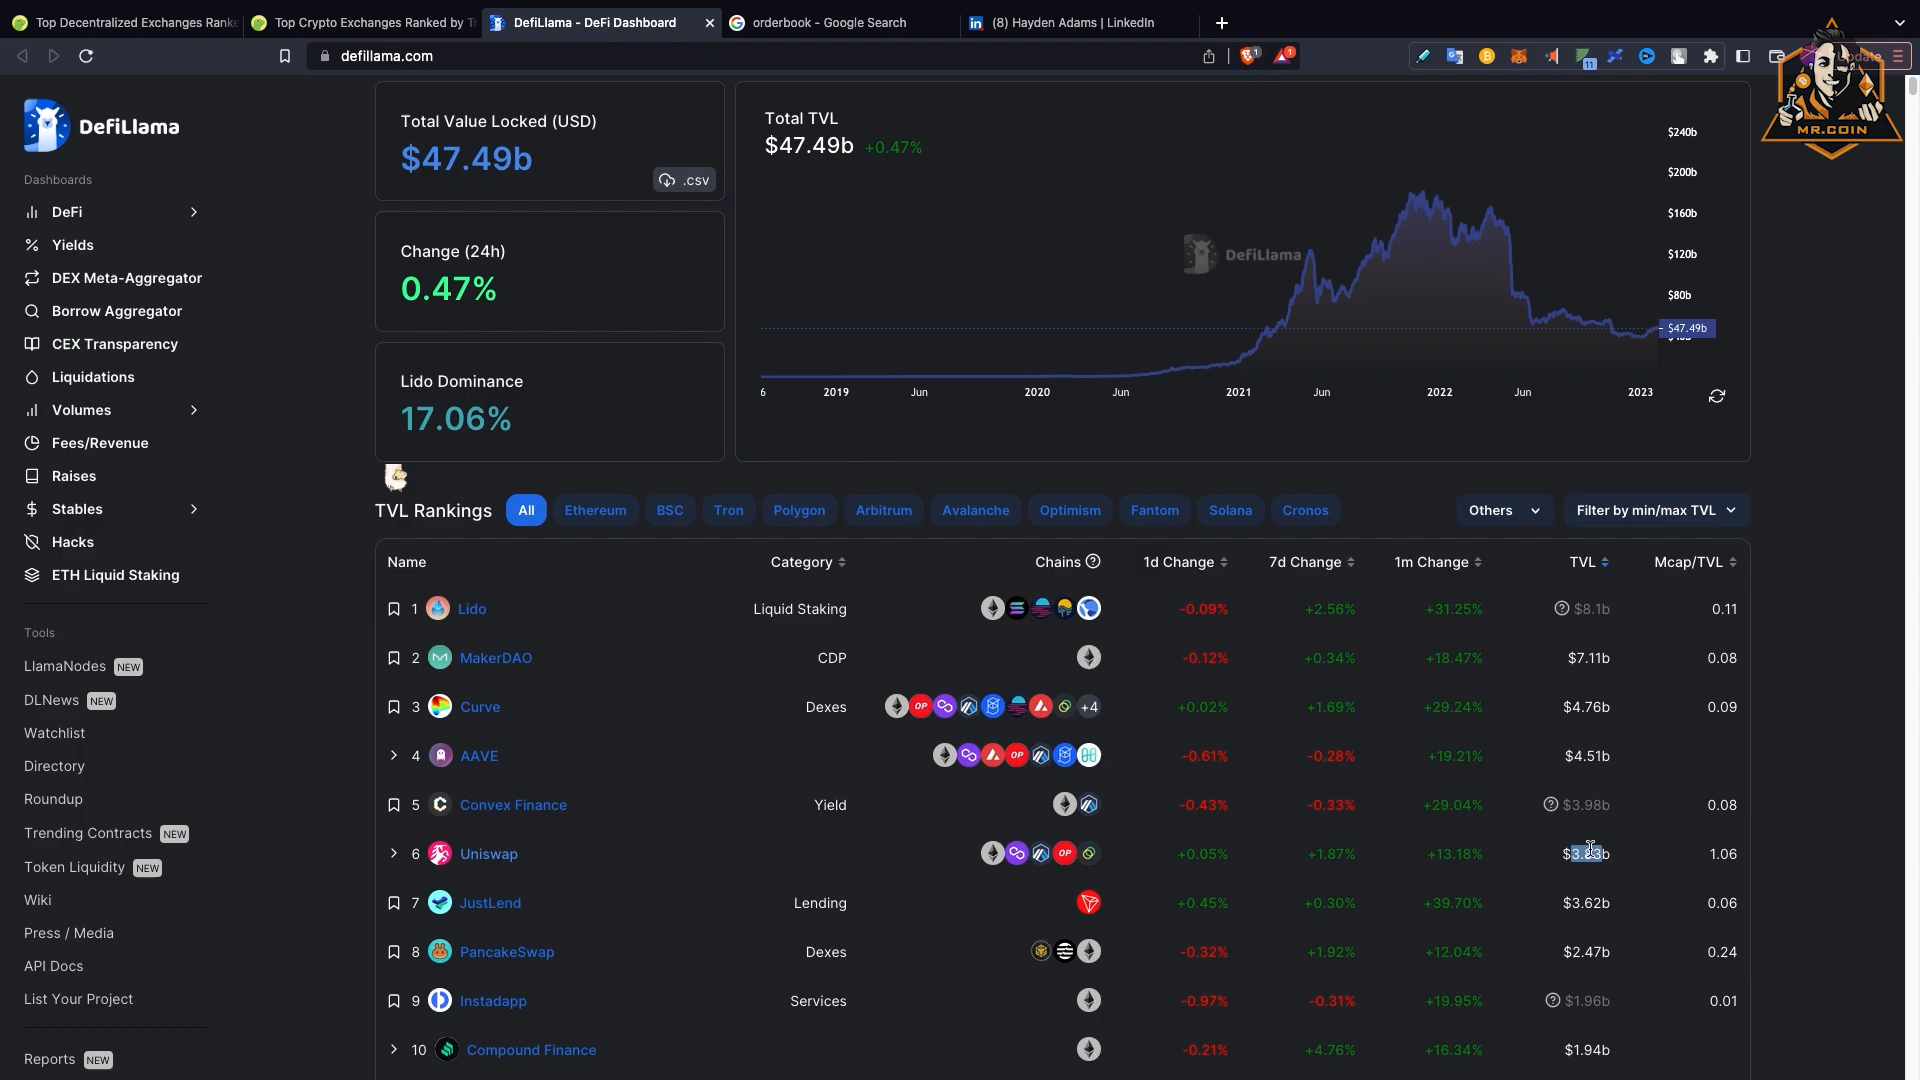 Top Decentralized Exchanges Ranke
Top Crypto Exchanges Ranked by Tr
DefiLlama - DeFi Dashboard
orderbook - Google Search
(8) Hayden Adams | LinkedIn
defillama.com
1
1
11
MR.COIN
DefiLlama
Dashboards
DeFi
Yields
DEX Meta-Aggregator
Borrow Aggregator
CEX Transparency
Liquidations
Volumes
Fees/Revenue
Raises
Stables
Hacks
ETH Liquid Staking
Tools
LlamaNodes NEW
DLNews NEW
Watchlist
Directory
Roundup
Trending Contracts NEW
Token Liquidity NEW
Wiki
Press / Media
API Docs
List Your Project
Reports NEW
Total Value Locked (USD)
$47.49b
.csv
Change (24h)
0.47%
Lido Dominance
17.06%
Total TVL
$47.49b +0.47%
$240b
$200b
$160b
$120b
$80b
$47.49b
DefiLlama
6 2019 Jun 2020 Jun 2021 Jun 2022 Jun 2023
TVL Rankings All Ethereum BSC Tron Polygon Arbitrum Avalanche Optimism Fantom Solana Cronos Others Filter by min/max TVL
Name Category Chains 1d Change 7d Change 1m Change TVL Mcap/TVL
1 Lido Liquid Staking -0.09% +2.56% +31.25% $8.1b 0.11
2 MakerDAO CDP -0.12% +0.34% +18.47% $7.11b 0.08
3 Curve Dexes OP +4 +0.02% +1.69% +29.24% $4.76b 0.09
4 AAVE OP -0.61% -0.28% +19.21% $4.51b
5 Convex Finance Yield -0.43% -0.33% +29.04% $3.98b 0.08
6 Uniswap OP +0.05% +1.87% +13.18% $3.83b 1.06
7 JustLend Lending +0.45% +0.30% +39.70% $3.62b 0.06
8 PancakeSwap Dexes -0.32% +1.92% +12.04% $2.47b 0.24
9 Instadapp Services -0.97% -0.31% +19.95% $1.96b 0.01
10 Compound Finance -0.21% +4.76% +16.34% $1.94b